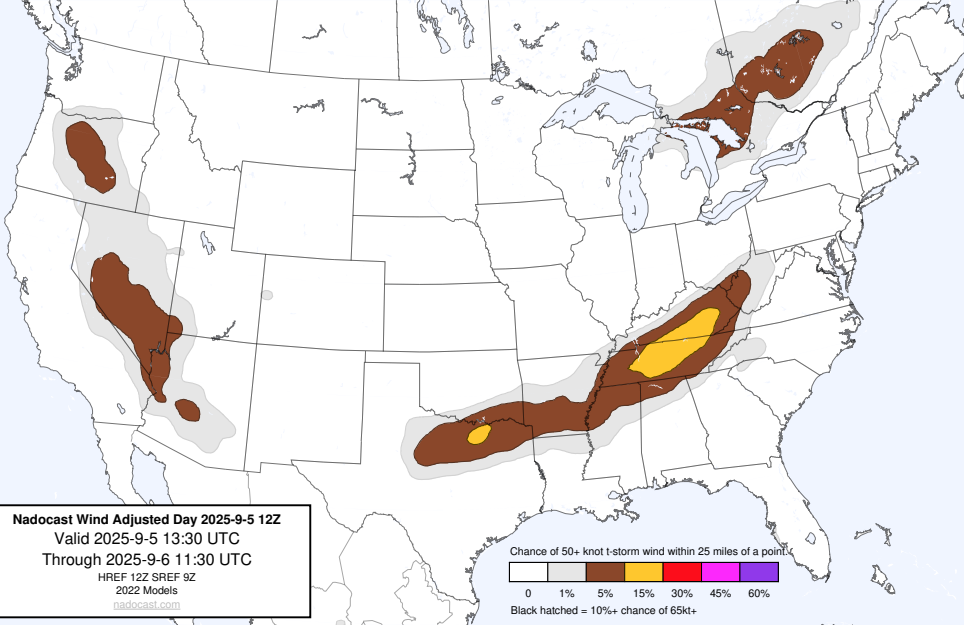 Nadocast Wind Adjusted Day 2025-9-5 12Z
Valid 2025-9-5 13:30 UTC
Through 2025-9-6 11:30 UTC
HREF 12Z SREF 9Z
2022 Models
nadocast.com
Chance of 50+ knot t-storm wind within 25 miles of a point.
0 1% 5% 15% 30% 45% 60%
Black hatched = 10%+ chance of 65kt+